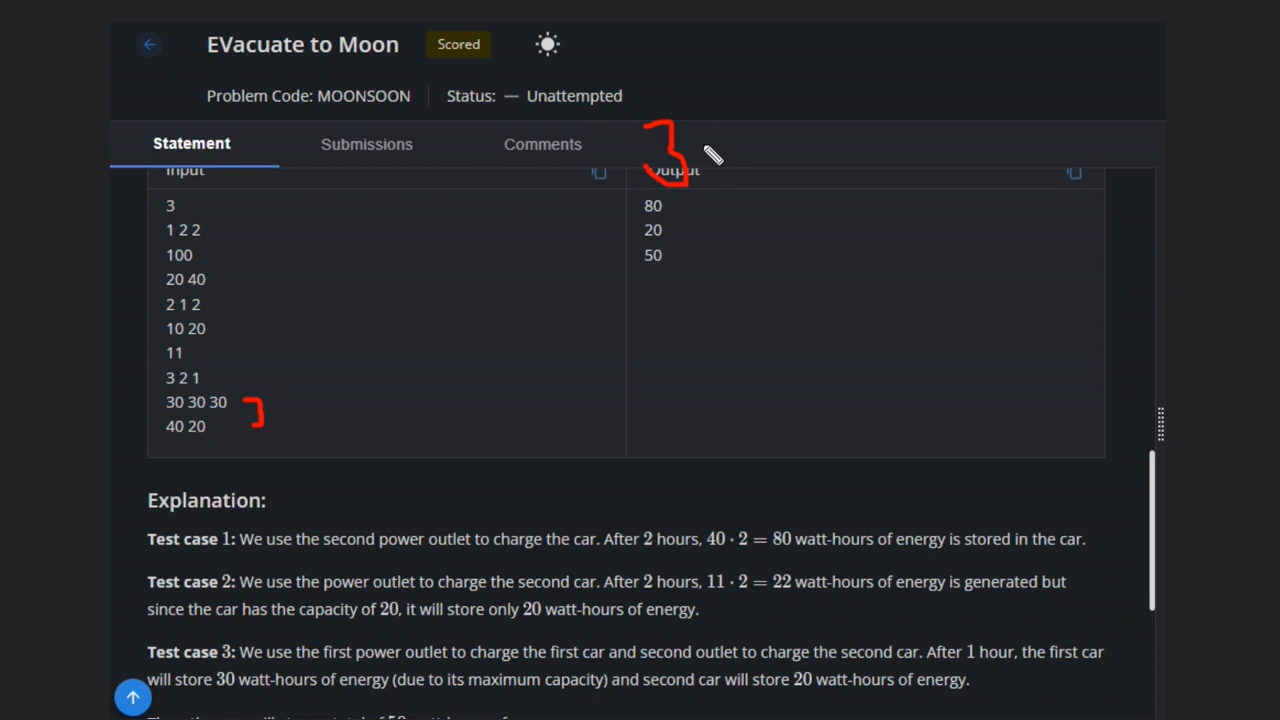 EVacuate to Moon Scored
Problem Code: MOONSOON Status: — Unattempted
Statement Submissions Comments
3
Input Output
3 80
1 2 2 20
100 50
20 40
2 1 2
10 20
11
3 2 1
30 30 30
40 20
Explanation:
Test case 1: We use the second power outlet to charge the car. After 2 hours, 40 · 2 = 80 watt-hours of energy is stored in the car.
Test case 2: We use the power outlet to charge the second car. After 2 hours, 11 · 2 = 22 watt-hours of energy is generated but
since the car has the capacity of 20, it will store only 20 watt-hours of energy.
Test case 3: We use the first power outlet to charge the first car and second outlet to charge the second car. After 1 hour, the first car
will store 30 watt-hours of energy (due to its maximum capacity) and second car will store 20 watt-hours of energy.